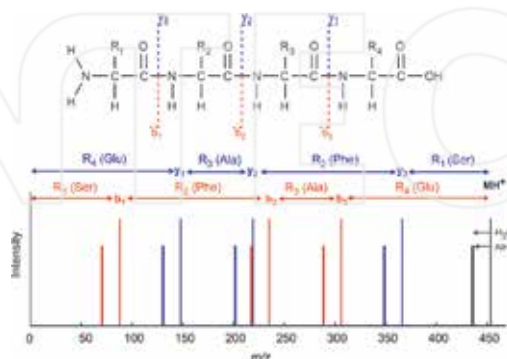 y₃ y₂ y₁
R₁ O R₂ O R₃ O R₄ O
H N C C N C C N C C N C C OH
H H H H H H H H
b₁ b₂ b₃
R₄ (Glu) y₁ R₃ (Ala) y₂ R₂ (Phe) y₃ R₁ (Ser)
R₁ (Ser) b₁ R₂ (Phe) b₂ R₃ (Ala) b₃ R₄ (Glu) MH⁺
Intensity
0 50 100 150 200 250 300 350 400 450
m/z